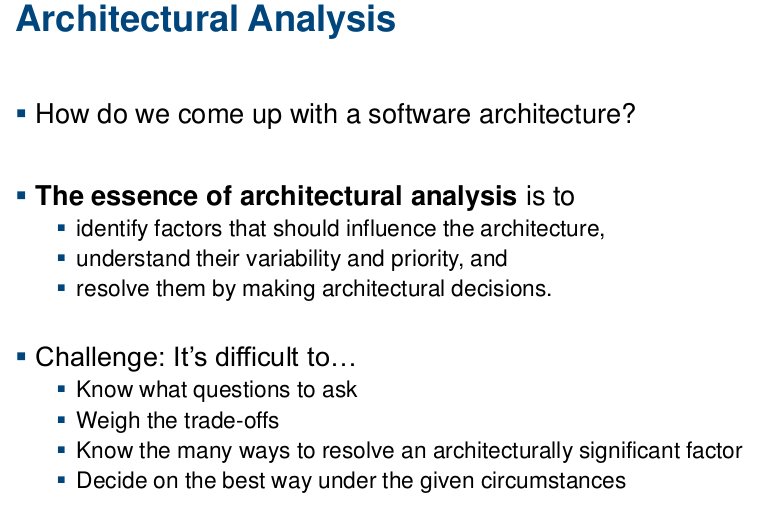 Architectural Analysis
▪ How do we come up with a software architecture?
▪ The essence of architectural analysis is to
▪ identify factors that should influence the architecture,
▪ understand their variability and priority, and
▪ resolve them by making architectural decisions.
▪ Challenge: It’s difficult to…
▪ Know what questions to ask
▪ Weigh the trade-offs
▪ Know the many ways to resolve an architecturally significant factor
▪ Decide on the best way under the given circumstances